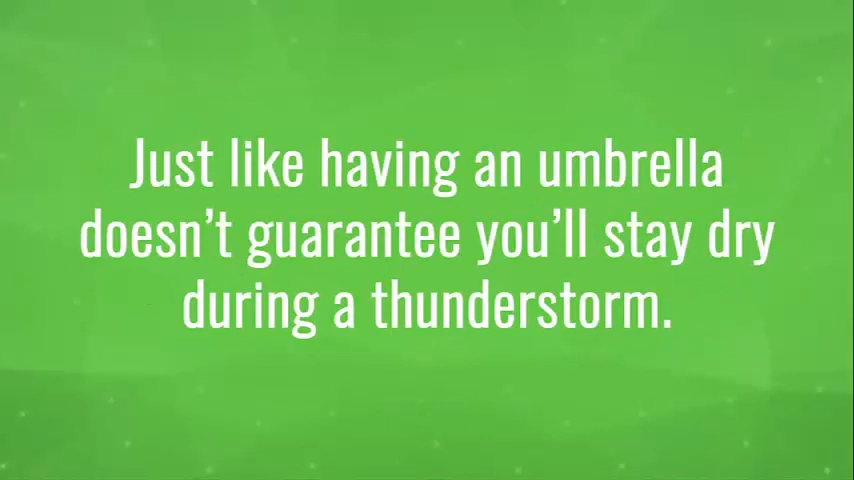 Just like having an umbrella
doesn’t guarantee you’ll stay dry
during a thunderstorm.